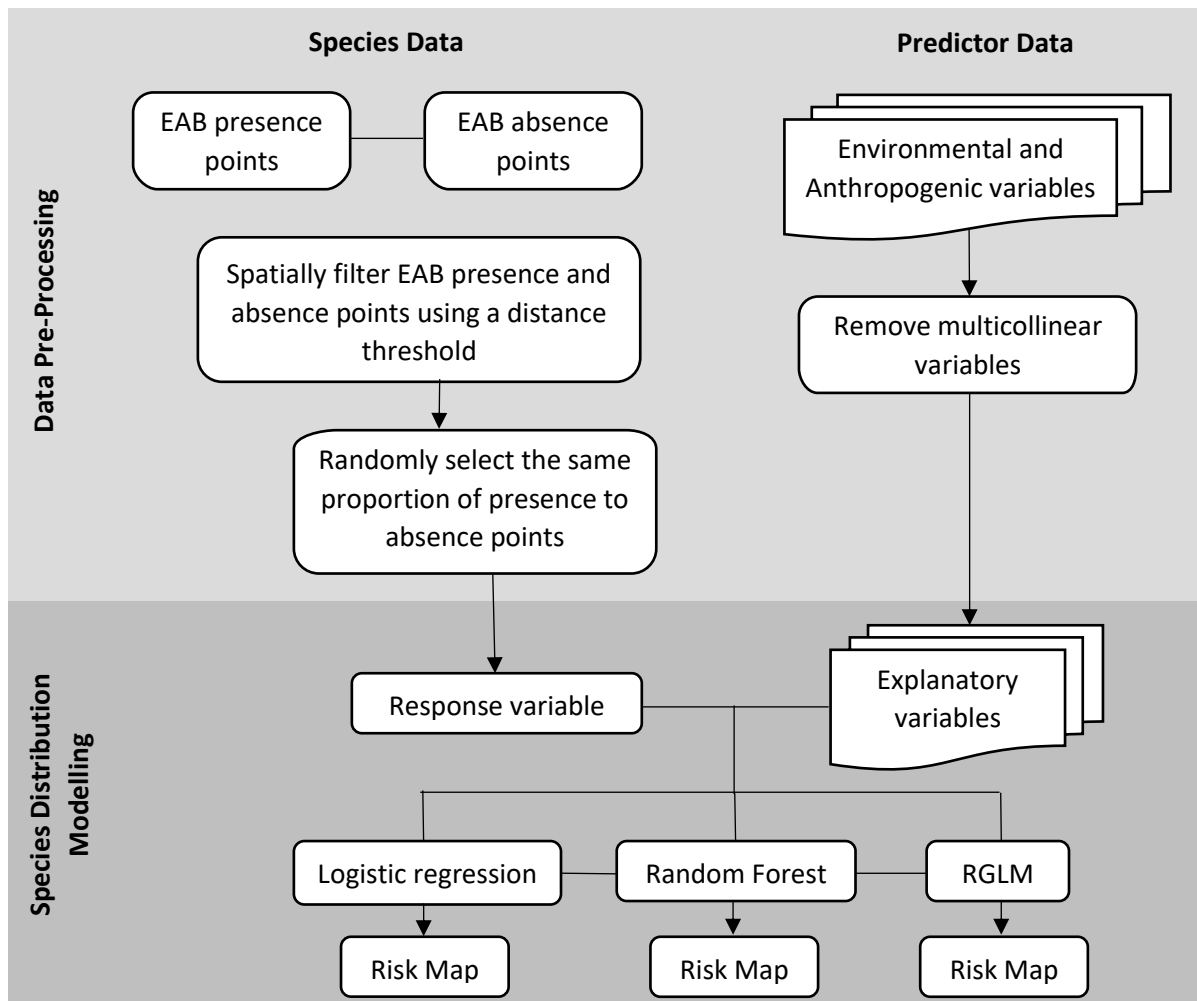 Species Data
Predictor Data
Data Pre-Processing
EAB presence
points
EAB absence
points
Environmental and
Anthropogenic variables
Spatially filter EAB presence and
absence points using a distance
threshold
Remove multicollinear
variables
Randomly select the same
proportion of presence to
absence points
Species Distribution
Modelling
Response variable
Explanatory
variables
Logistic regression
Random Forest
RGLM
Risk Map
Risk Map
Risk Map